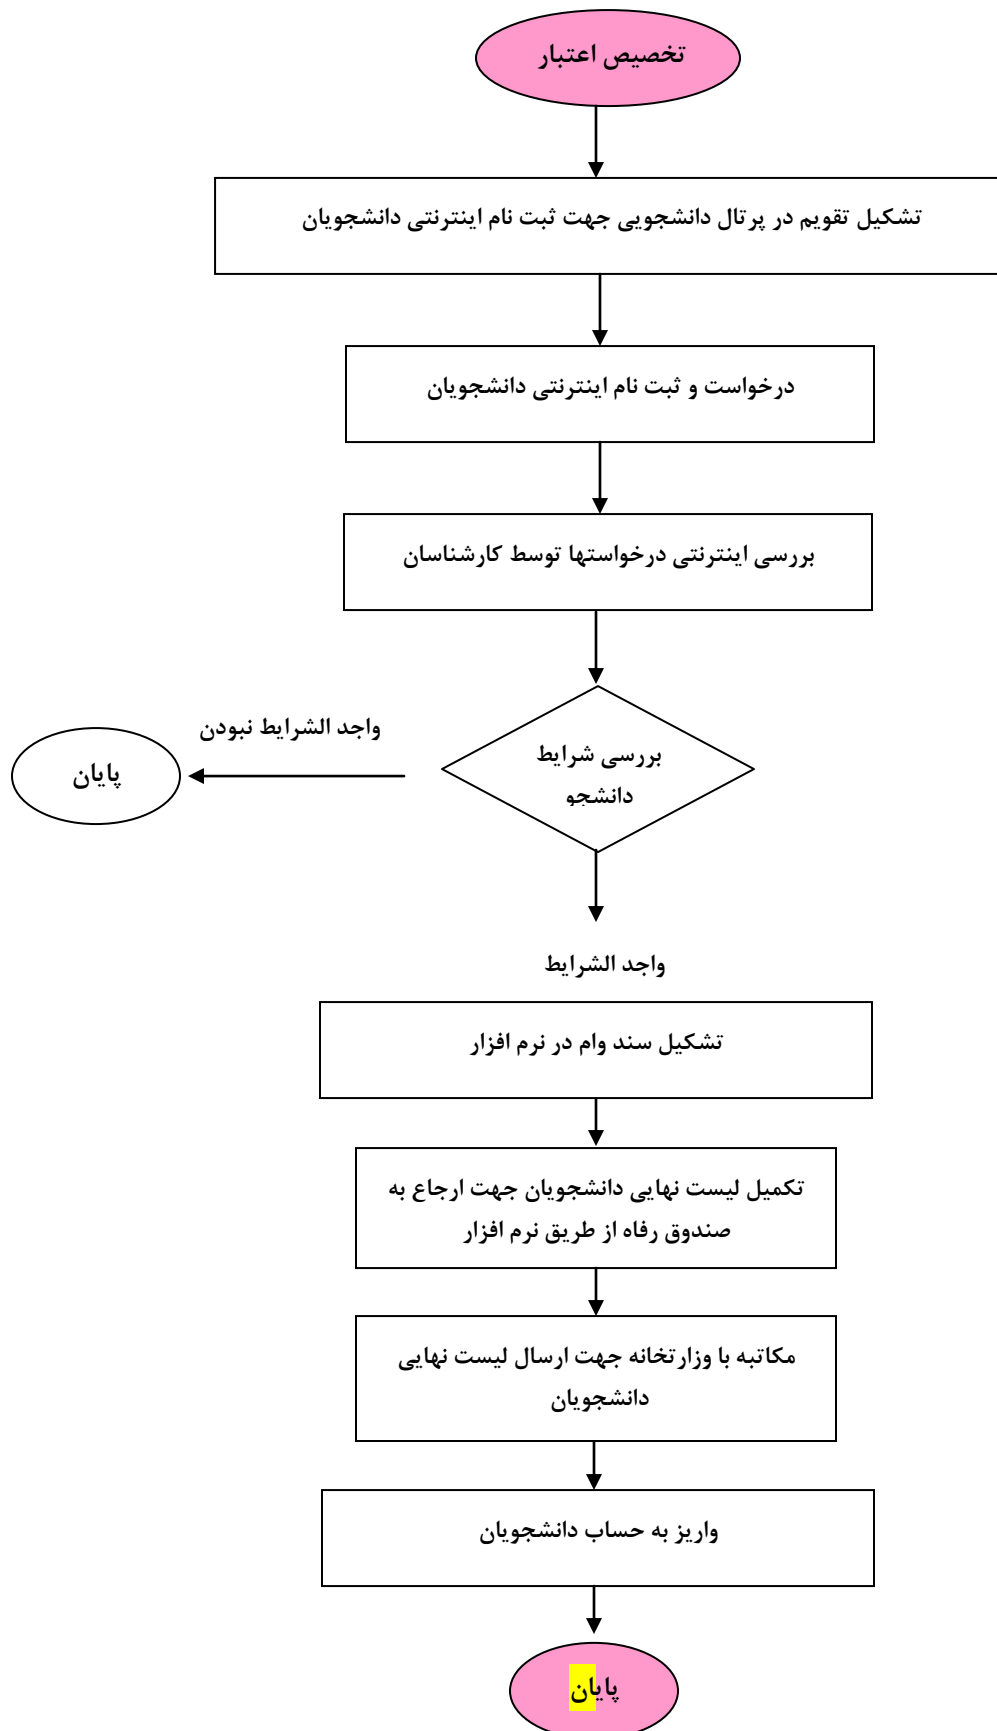 تخصیص اعتبار
تشکیل تقویم در پرتال دانشجویی جهت ثبت نام اینترنتی دانشجویان
درخواست و ثبت نام اینترنتی دانشجویان
بررسی اینترنتی درخواستها توسط کارشناسان
بررسی شرایط
دانشجو
واجد الشرایط نبودن
پایان
واجد الشرایط
تشکیل سند وام در نرم افزار
تکمیل لیست نهایی دانشجویان جهت ارجاع به
صندوق رفاه از طریق نرم افزار
مکاتبه با وزارتخانه جهت ارسال لیست نهایی
دانشجویان
واریز به حساب دانشجویان
پایان